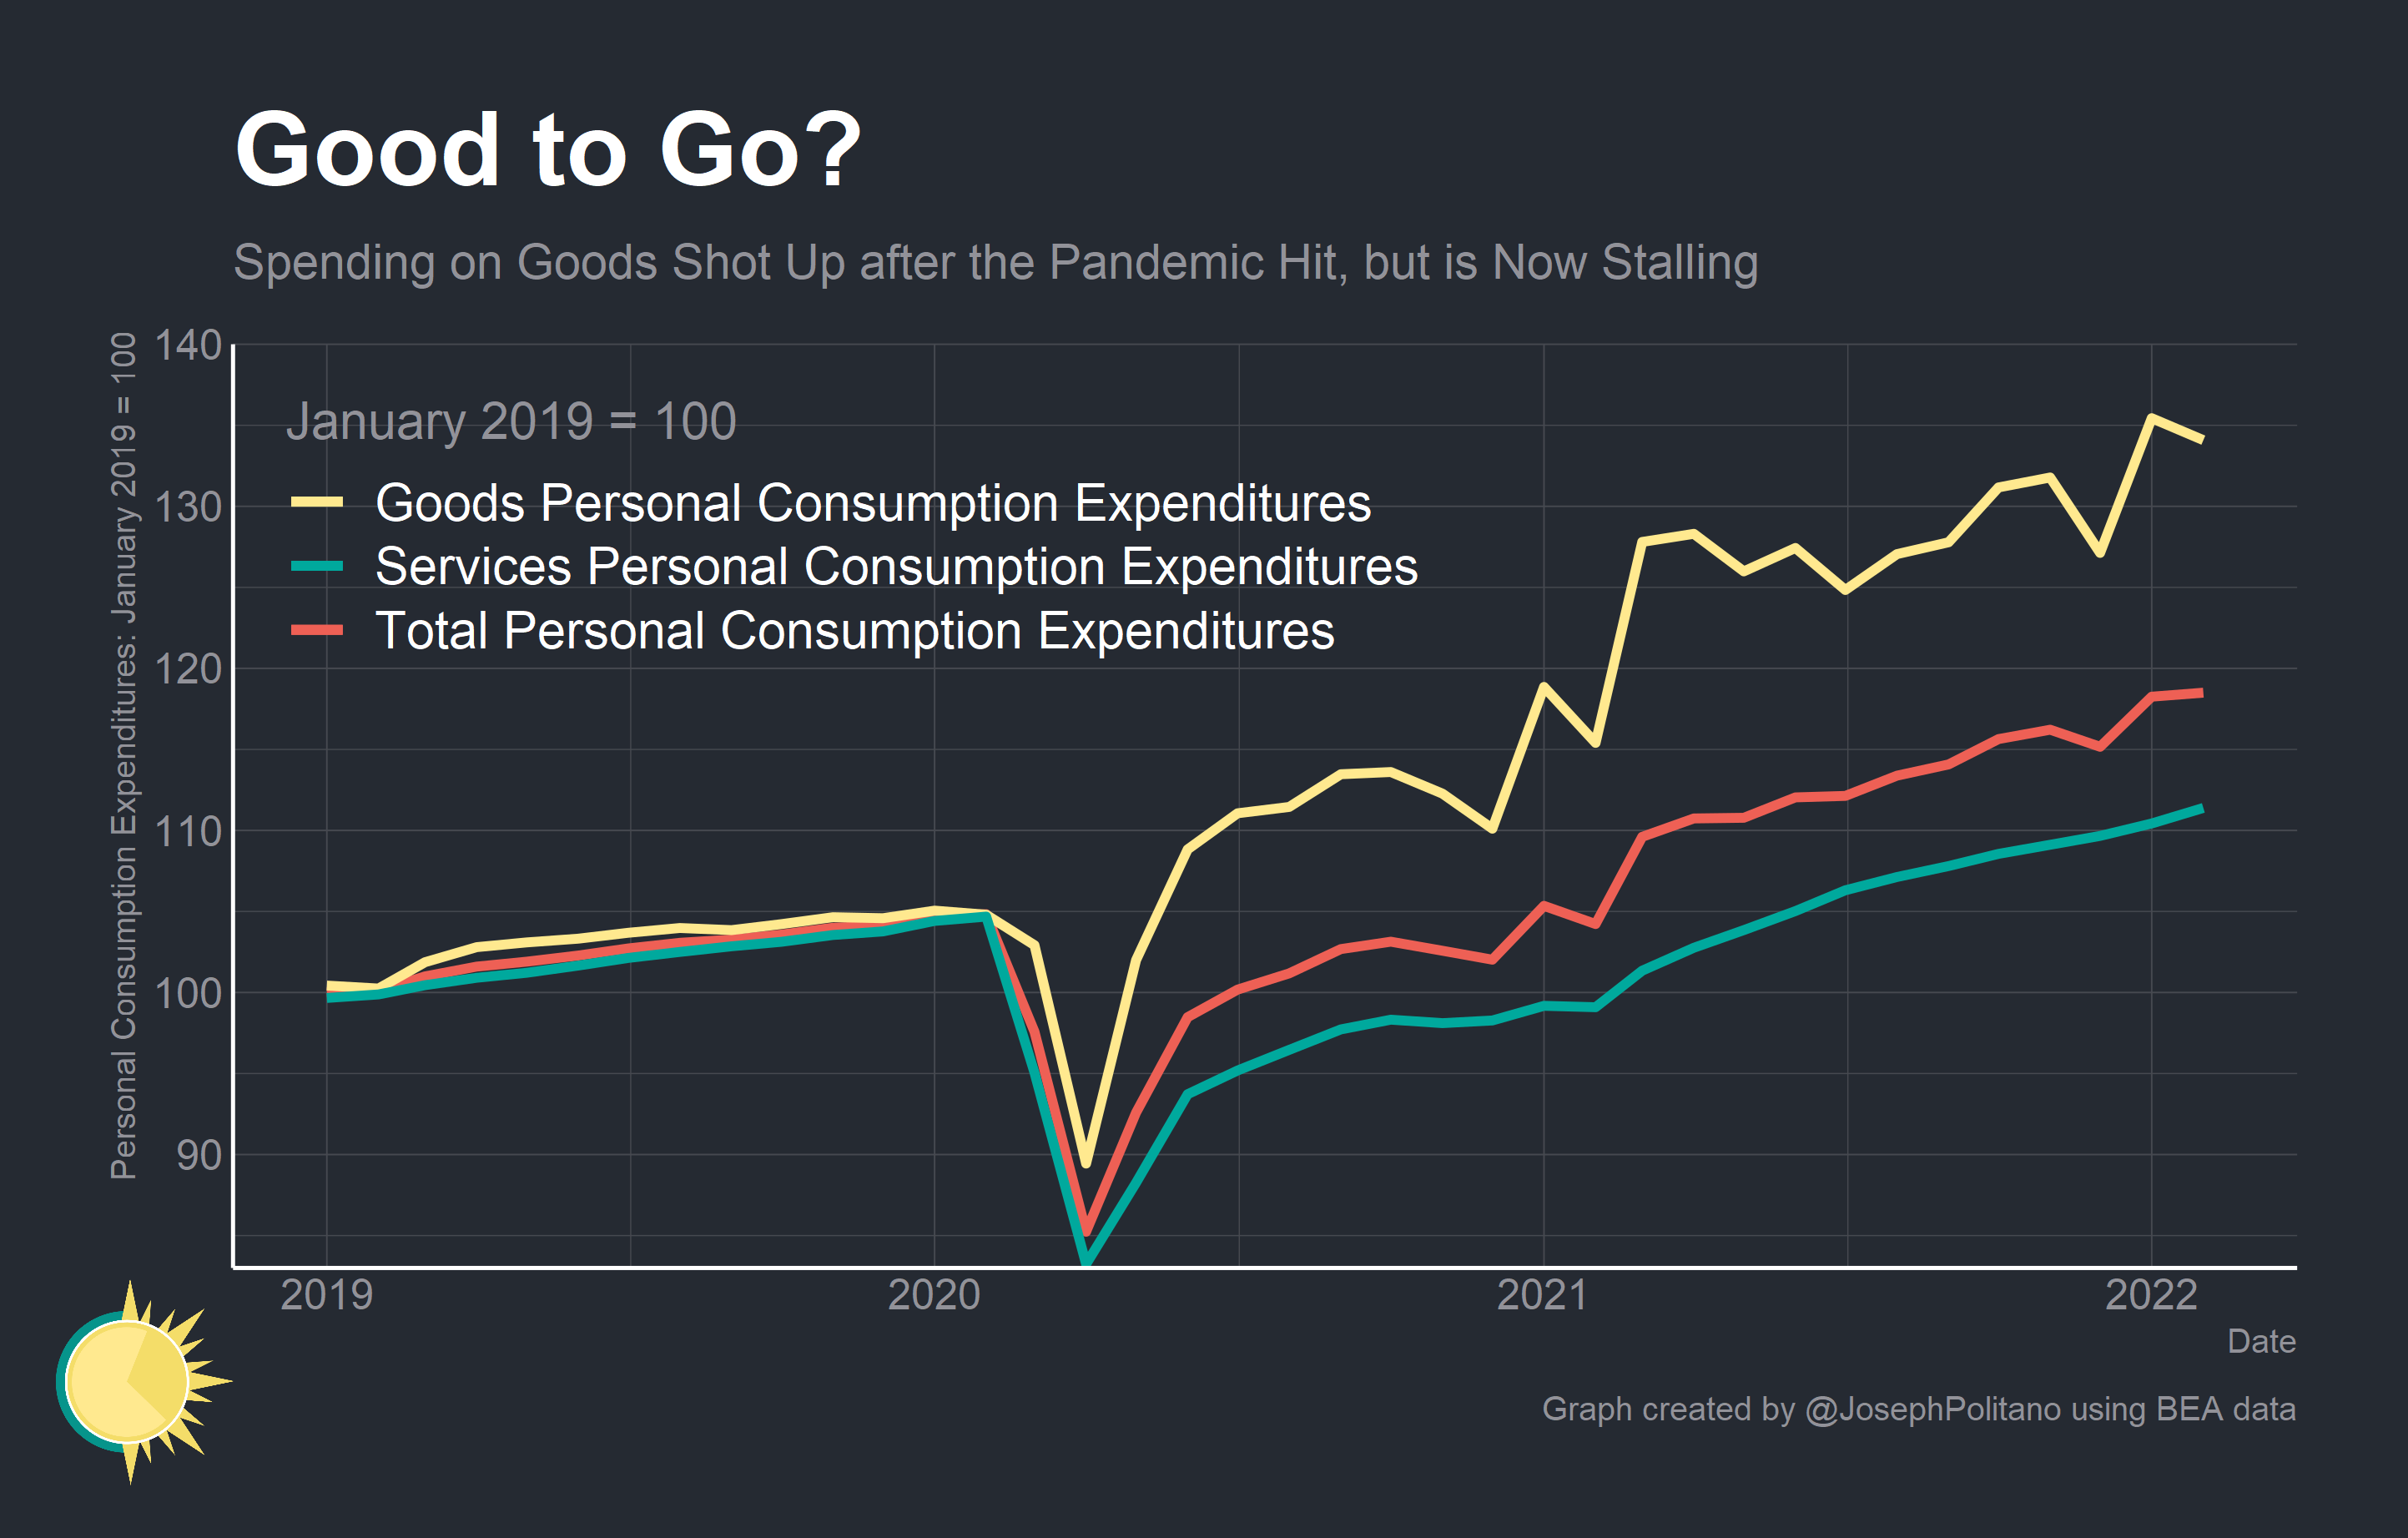 Good to Go?
Spending on Goods Shot Up after the Pandemic Hit, but is Now Stalling
Personal Consumption Expenditures: January 2019 = 100
140
130
120
110
100
90
January 2019 = 100
Goods Personal Consumption Expenditures
Services Personal Consumption Expenditures
Total Personal Consumption Expenditures
2019 2020 2021 2022
Date
Graph created by @JosephPolitano using BEA data